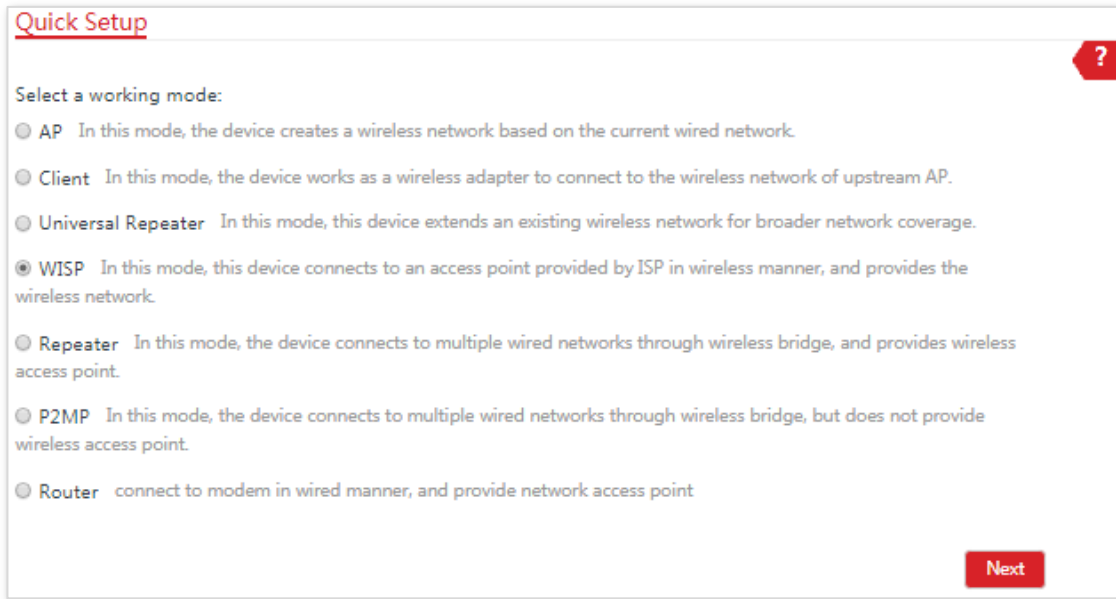 Quick Setup
?
Select a working mode:
AP In this mode, the device creates a wireless network based on the current wired network.
Client In this mode, the device works as a wireless adapter to connect to the wireless network of upstream AP.
Universal Repeater In this mode, this device extends an existing wireless network for broader network coverage.
WISP In this mode, this device connects to an access point provided by ISP in wireless manner, and provides the
wireless network.
Repeater In this mode, the device connects to multiple wired networks through wireless bridge, and provides wireless
access point.
P2MP In this mode, the device connects to multiple wired networks through wireless bridge, but does not provide
wireless access point.
Router connect to modem in wired manner, and provide network access point
Next